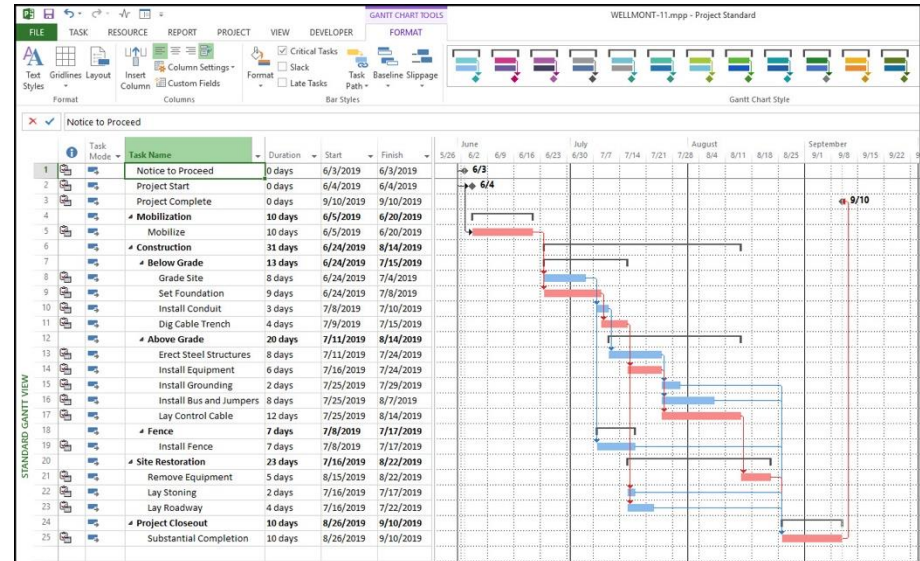 GANTT CHART TOOLS
WELLMONT-11.mpp - Project Standard
FILE TASK RESOURCE REPORT PROJECT VIEW DEVELOPER FORMAT
Text Styles
Gridlines
Layout
Format
Insert Column
Column Settings
Custom Fields
Columns
Format
Critical Tasks
Slack
Late Tasks
Task Path
Baseline
Slippage
Bar Styles
Gantt Chart Style
Notice to Proceed
Task Mode Task Name Duration Start Finish
June July August September
5/26 6/2 6/9 6/16 6/23 6/30 7/7 7/14 7/21 7/28 8/4 8/11 8/18 8/25 9/1 9/8 9/15 9/22
1 Notice to Proceed 0 days 6/3/2019 6/3/2019 6/3
2 Project Start 0 days 6/4/2019 6/4/2019 6/4
3 Project Complete 0 days 9/10/2019 9/10/2019 9/10
4 Mobilization 10 days 6/5/2019 6/20/2019
5 Mobilize 10 days 6/5/2019 6/20/2019
6 Construction 31 days 6/24/2019 8/14/2019
7 Below Grade 13 days 6/24/2019 7/15/2019
8 Grade Site 8 days 6/24/2019 7/4/2019
9 Set Foundation 9 days 6/24/2019 7/8/2019
10 Install Conduit 3 days 7/8/2019 7/10/2019
11 Dig Cable Trench 4 days 7/9/2019 7/15/2019
12 Above Grade 20 days 7/11/2019 8/14/2019
13 Erect Steel Structures 8 days 7/11/2019 7/24/2019
14 Install Equipment 6 days 7/16/2019 7/24/2019
15 Install Grounding 2 days 7/25/2019 7/29/2019
16 Install Bus and Jumpers 8 days 7/25/2019 8/7/2019
17 Lay Control Cable 12 days 7/25/2019 8/14/2019
18 Fence 7 days 7/8/2019 7/17/2019
19 Install Fence 7 days 7/8/2019 7/17/2019
20 Site Restoration 23 days 7/16/2019 8/22/2019
21 Remove Equipment 5 days 8/15/2019 8/22/2019
22 Lay Stoning 2 days 7/16/2019 7/17/2019
23 Lay Roadway 4 days 7/16/2019 7/22/2019
24 Project Closeout 10 days 8/26/2019 9/10/2019
25 Substantial Completion 10 days 8/26/2019 9/10/2019
STANDARD GANTT VIEW